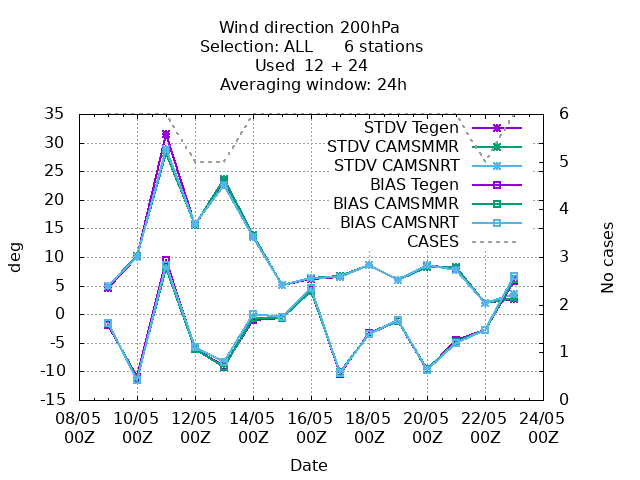 Wind direction 200hPa
Selection: ALL 6 stations
Used 12 + 24
Averaging window: 24h
35
30
25
20
15
10
5
0
-5
-10
-15
deg
STDV Tegen
STDV CAMSMMR
STDV CAMSNRT
BIAS Tegen
BIAS CAMSMMR
BIAS CAMSNRT
CASES
6
5
4
3
2
1
0
No cases
08/05 10/05 12/05 14/05 16/05 18/05 20/05 22/05 24/05
00Z 00Z 00Z 00Z 00Z 00Z 00Z 00Z 00Z
Date